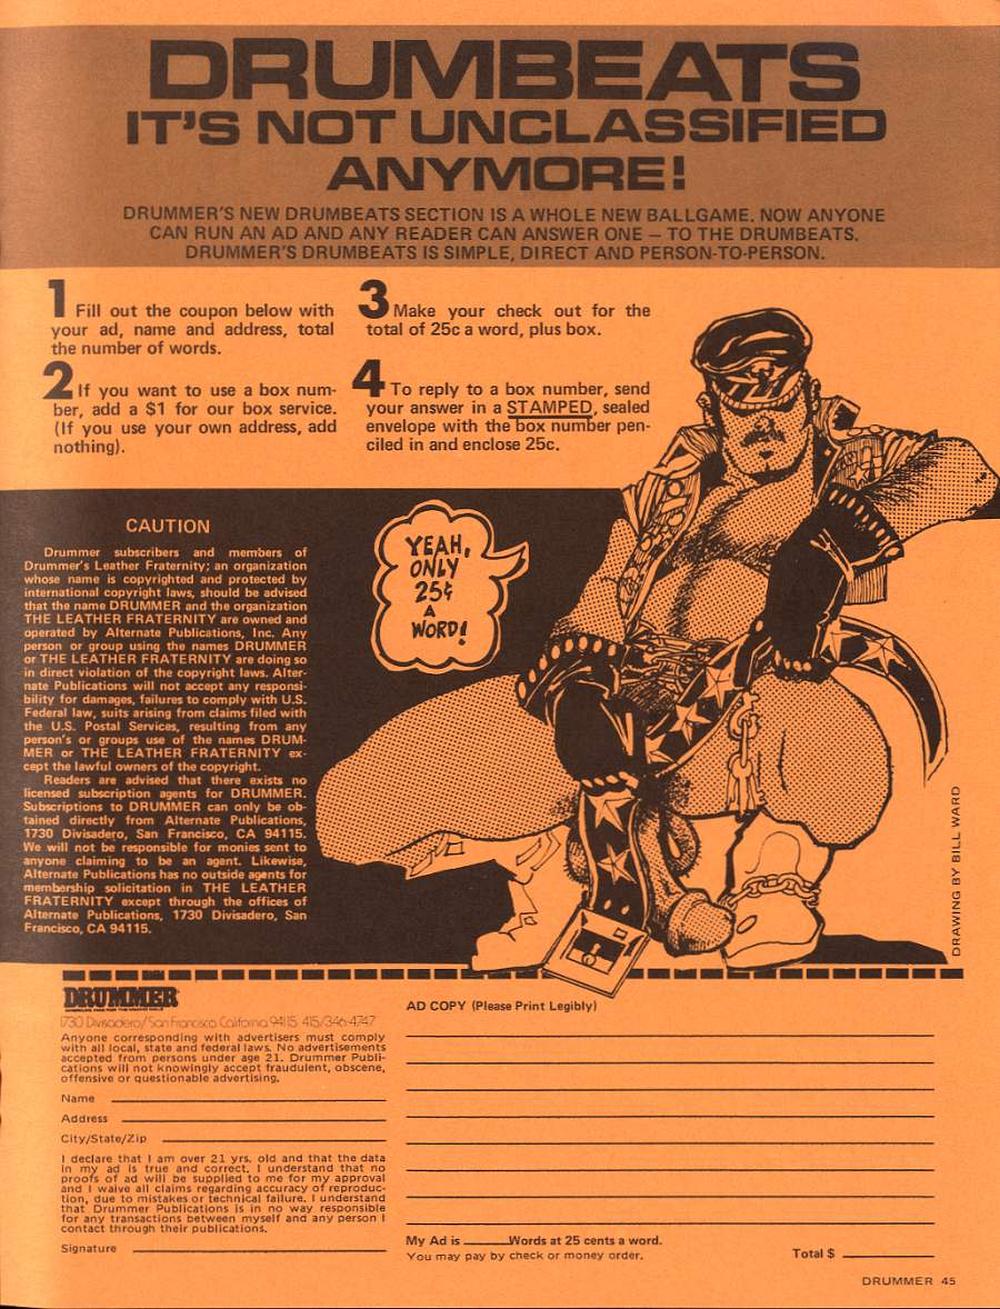 DRUMBEATS
IT'S NOT UNCLASSIFIED
ANYMORE!
DRUMMER'S NEW DRUMBEATS SECTION IS A WHOLE NEW BALLGAME. NOW ANYONE
CAN RUN AN AD AND ANY READER CAN ANSWER ONE — TO THE DRUMBEATS.
DRUMMER'S DRUMBEATS IS SIMPLE, DIRECT AND PERSON-TO-PERSON.
1 Fill out the coupon below with
your ad, name and address, total
the number of words.
2 If you want to use a box num-
ber, add a $1 for our box service.
(If you use your own address, add
nothing).
3 Make your check out for the
total of 25c a word, plus box.
4 To reply to a box number, send
your answer in a STAMPED, sealed
envelope with the box number pen-
ciled in and enclose 25c.
CAUTION
Drummer subscribers and members of
Drummer's Leather Fraternity; an organization
whose name is copyrighted and protected by
international copyright laws, should be advised
that the name DRUMMER and the organization
THE LEATHER FRATERNITY are owned and
operated by Alternate Publications, Inc. Any
person or group using the names DRUMMER
or THE LEATHER FRATERNITY are doing so
in direct violation of the copyright laws. Alter-
nate Publications will not accept any responsi-
bility for damages, failures to comply with U.S.
Federal law, suits arising from claims filed with
the U.S. Postal Services, resulting from any
person's or groups use of the names DRUM-
MER or THE LEATHER FRATERNITY ex-
cept the lawful owners of the copyright.
Readers are advised that there exists no
licensed subscription agents for DRUMMER.
Subscriptions to DRUMMER can only be ob-
tained directly from Alternate Publications,
1730 Divisadero, San Francisco, CA 94115.
We will not be responsible for monies sent to
anyone claiming to be an agent. Likewise,
Alternate Publications has no outside agents for
membership solicitation in THE LEATHER
FRATERNITY except through the offices of
Alternate Publications, 1730 Divisadero, San
Francisco, CA 94115.
YEAH,
ONLY
25¢
A
WORD!
DRAWING BY BILL WARD
DRUMMER
1730 Divisadero/San Francisco California 94115 415/346-4747
Anyone corresponding with advertisers must comply
with all local, state and federal laws. No advertisements
accepted from persons under age 21. Drummer Publi-
cations will not knowingly accept fraudulent, obscene,
offensive or questionable advertising.
Name
Address
City/State/Zip
I declare that I am over 21 yrs. old and that the data
in my ad is true and correct. I understand that no
proofs of ad will be supplied to me for my approval
and I waive all claims regarding accuracy of reproduc-
tion, due to mistakes or technical failure. I understand
that Drummer Publications is in no way responsible
for any transactions between myself and any person I
contact through their publications.
Signature
AD COPY (Please Print Legibly)
My Ad is ______ Words at 25 cents a word.
You may pay by check or money order.
Total $
DRUMMER 45